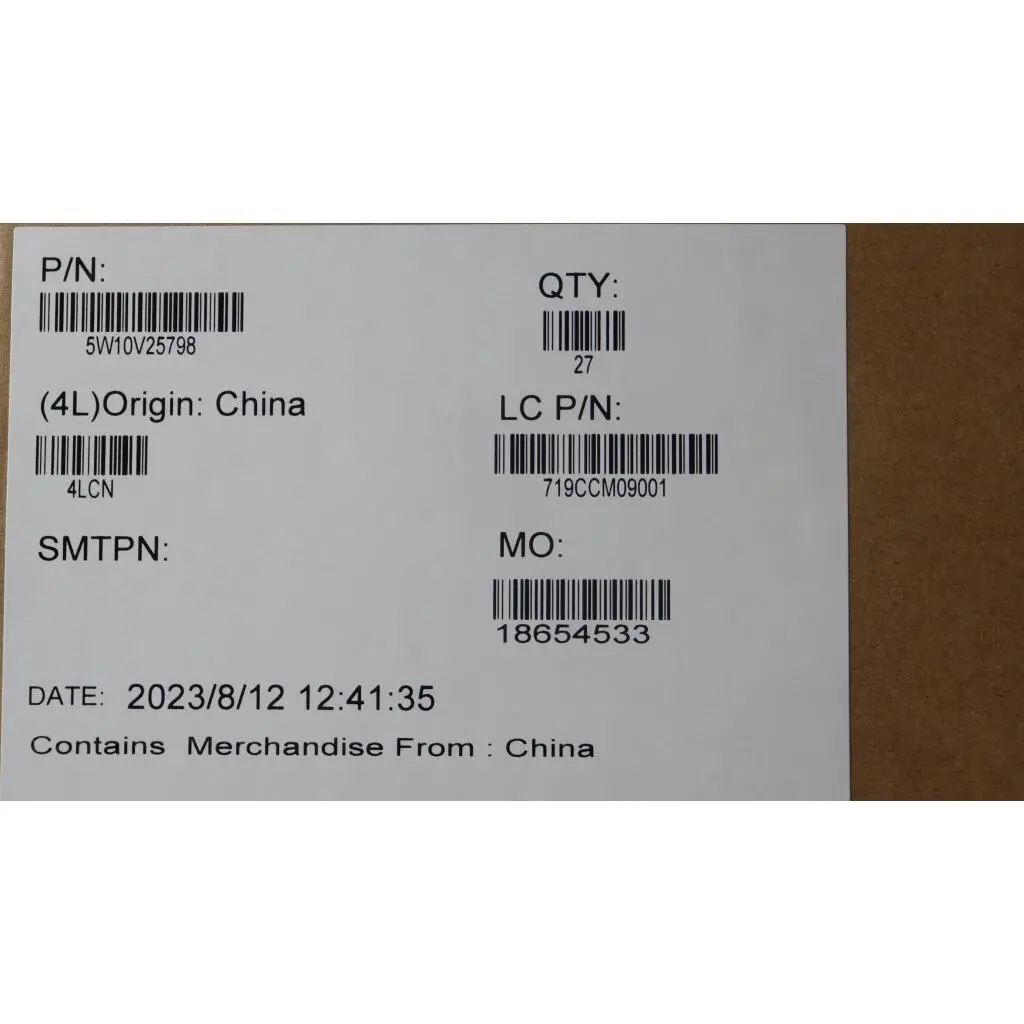 P/N:
5W10V25798
QTY:
27
(4L)Origin: China
4LCN
LC P/N:
719CCM09001
SMTPN:
MO:
18654533
DATE: 2023/8/12 12:41:35
Contains Merchandise From : China